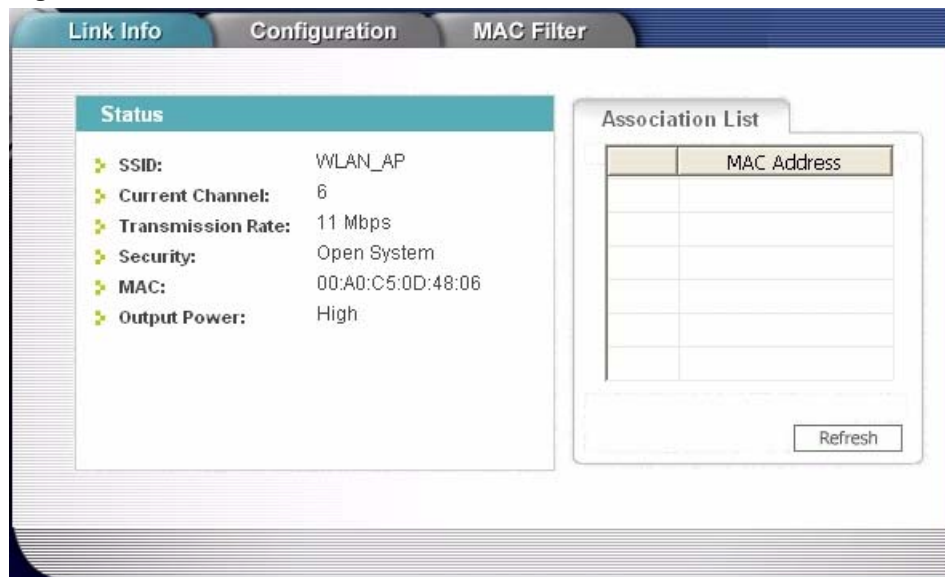 Link Info Configuration MAC Filter
Status
SSID: WLAN_AP
Current Channel: 6
Transmission Rate: 11 Mbps
Security: Open System
MAC: 00:A0:C5:0D:48:06
Output Power: High
Association List
MAC Address
Refresh